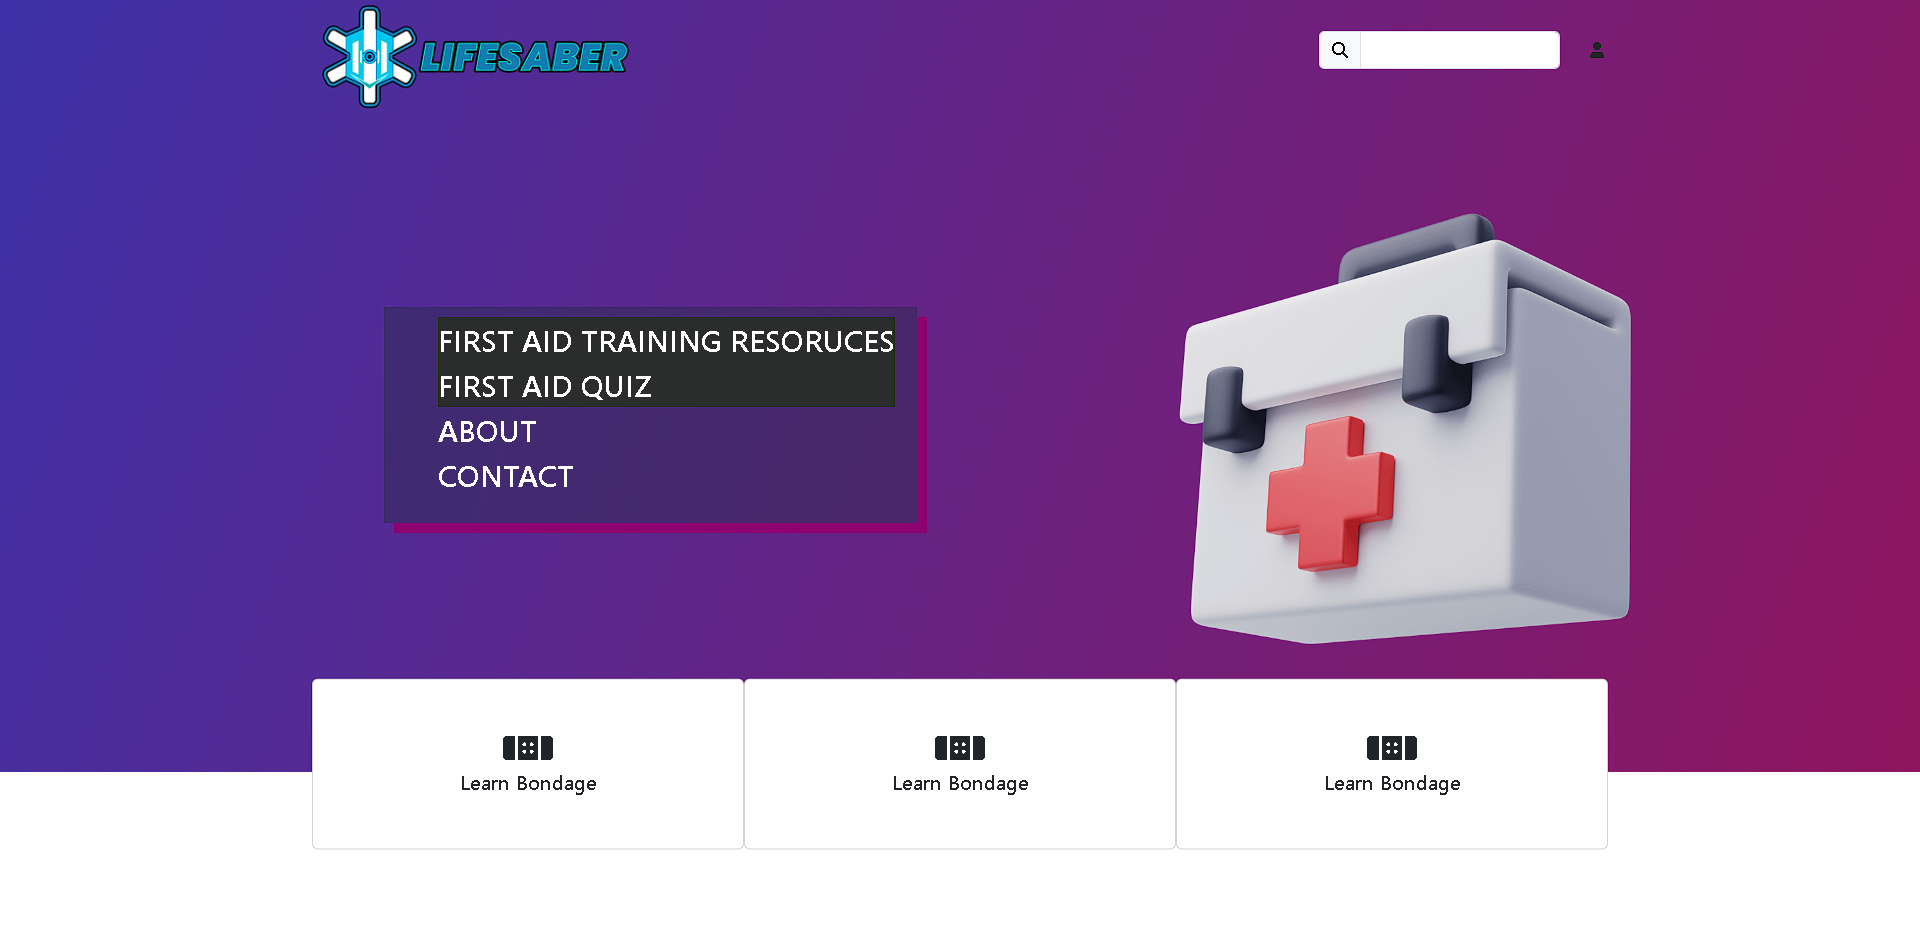 LIFESABER
FIRST AID TRAINING RESORUCES
FIRST AID QUIZ
ABOUT
CONTACT
Learn Bondage
Learn Bondage
Learn Bondage